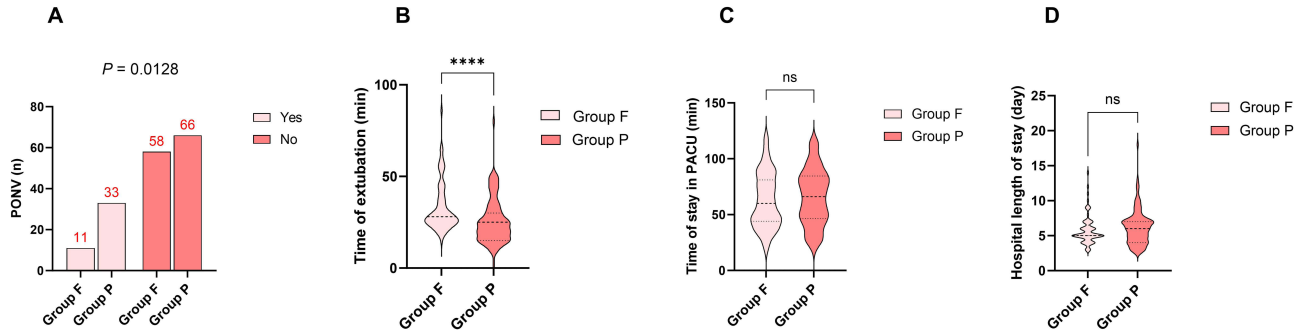 A
P = 0.0128
PONV (n)
80
60
40
20
0
11
33
58
66
Group F
Group P
Group F
Group P
Yes
No
B
****
Time of extubation (min)
100
50
0
Group F
Group P
Group F
Group P
C
ns
Time of stay in PACU (min)
150
100
50
0
Group F
Group P
Group F
Group P
D
ns
Hospital length of stay (day)
25
20
15
10
5
0
Group F
Group P
Group F
Group P